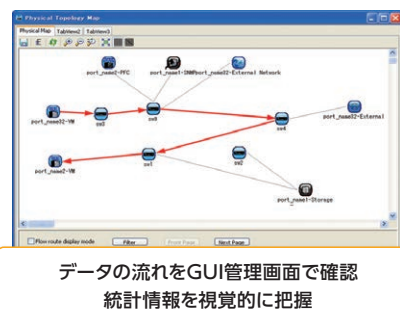 Physical Topology Map
Physical Map TabView2 TabView3
port_name2-PFC
port_name1-SNMP
port_name32-External Network
port_name32-VM
sw3
sw0
sw4
port_name32-External
port_name2-VM
sw1
sw2
port_name1-Storage
Flow route display mode Filter Front Page Next Page
データの流れをGUI管理画面で確認
統計情報を視覚的に把握